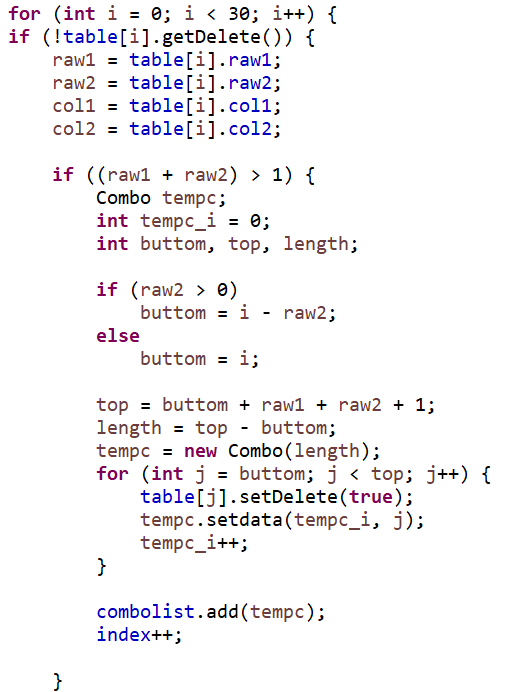 for (int i = 0; i < 30; i++) {
if (!table[i].getDelete()) {
    raw1 = table[i].raw1;
    raw2 = table[i].raw2;
    col1 = table[i].col1;
    col2 = table[i].col2;

    if ((raw1 + raw2) > 1) {
        Combo tempc;
        int tempc_i = 0;
        int buttom, top, length;

        if (raw2 > 0)
            buttom = i - raw2;
        else
            buttom = i;

        top = buttom + raw1 + raw2 + 1;
        length = top - buttom;
        tempc = new Combo(length);
        for (int j = buttom; j < top; j++) {
            table[j].setDelete(true);
            tempc.setdata(tempc_i, j);
            tempc_i++;
        }

        combolist.add(tempc);
        index++;

    }